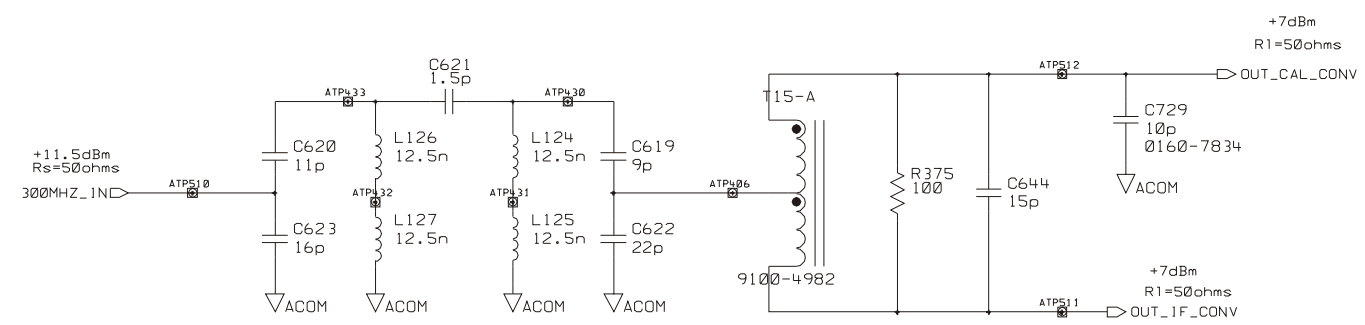 +7dBm
Rl=50ohms
ATP512
OUT_CAL_CONV
C621
1.5p
ATP433
ATP430
T15-A
C729
10p
0160-7834
L126
12.5n
L124
12.5n
C620
11p
C619
9p
+11.5dBm
Rs=50ohms
300MHZ_IN
ATP510
ATP432
ATP431
ATP406
R375
100
C644
15p
ACOM
C623
16p
L127
12.5n
L125
12.5n
C622
22p
9100-4982
+7dBm
Rl=50ohms
ACOM
ACOM
ACOM
ACOM
ATP511
OUT_IF_CONV